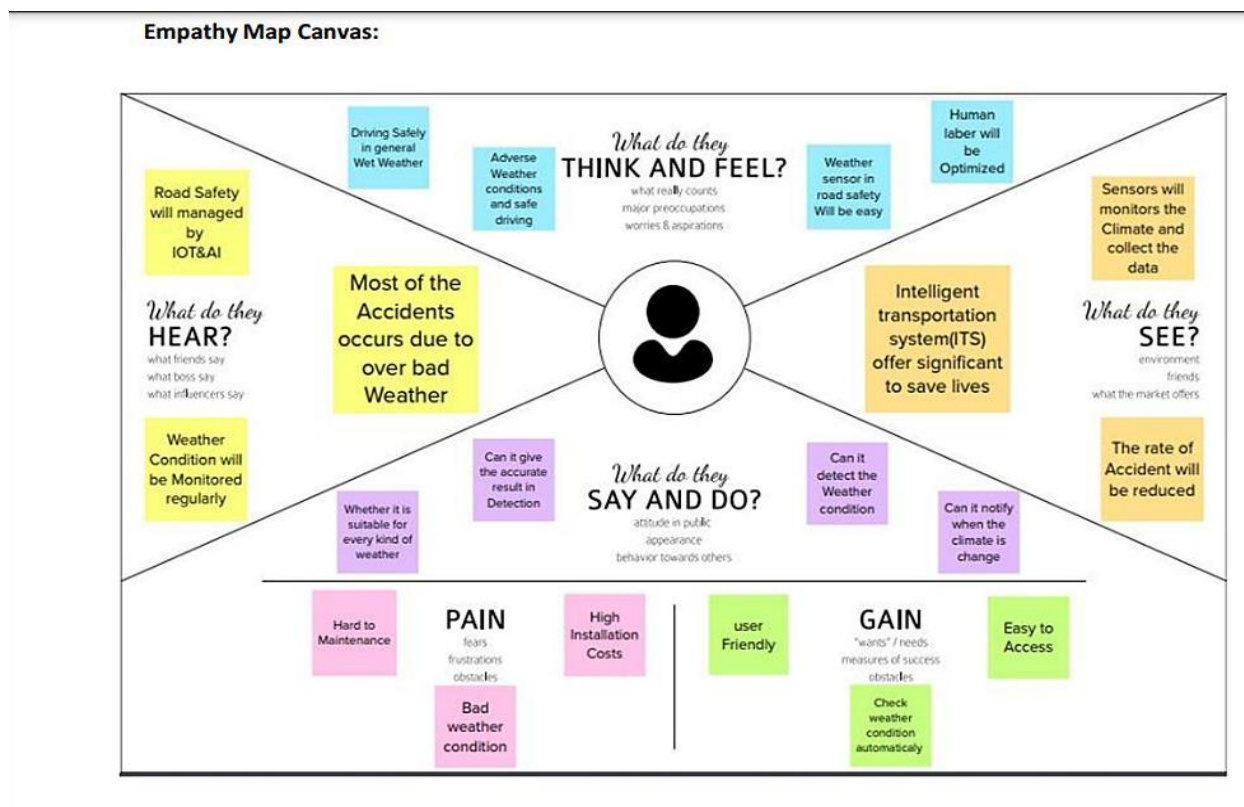 Empathy Map Canvas:
Driving Safely
in general
Wet Weather
Adverse
Weather
conditions
and safe
driving
What do they
THINK AND FEEL?
what really counts
major preoccupations
worries & aspirations
Weather
sensor in
road safety
Will be easy
Human
laber will
be
Optimized
Road Safety
will managed
by
IOT&AI
What do they
HEAR?
what friends say
what boss say
what influencers say
Weather
Condition will
be Monitored
regularly
Most of the
Accidents
occurs due to
over bad
Weather
Intelligent
transportation
system(ITS)
offer significant
to save lives
Sensors will
monitors the
Climate and
collect the
data
What do they
SEE?
environment
friends
what the market offers
The rate of
Accident will
be reduced
Whether it is
suitable for
every kind of
weather
Can it give
the accurate
result in
Detection
What do they
SAY AND DO?
attitude in public
appearance
behavior towards others
Can it
detect the
Weather
condition
Can it notify
when the
climate is
change
Hard to
Maintenance
PAIN
fears
frustrations
obstacles
High
Installation
Costs
Bad
weather
condition
user
Friendly
GAIN
"wants" / needs
measures of success
obstacles
Easy to
Access
Check
weather
condition
automaticaly